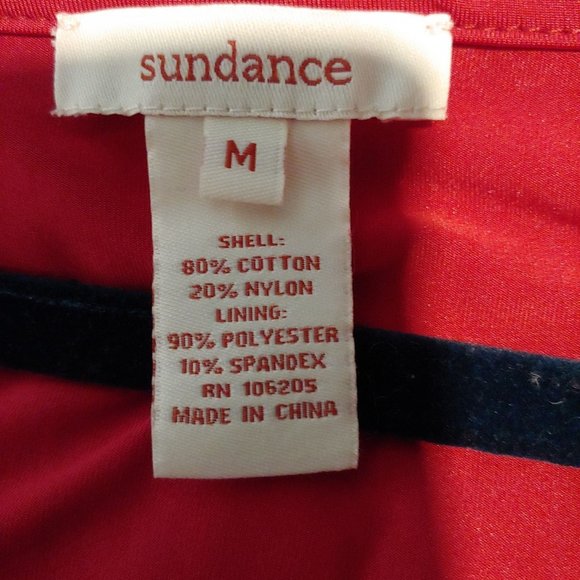 sundance
M
SHELL:
80% COTTON
20% NYLON
LINING:
90% POLYESTER
10% SPANDEX
RN 106205
MADE IN CHINA